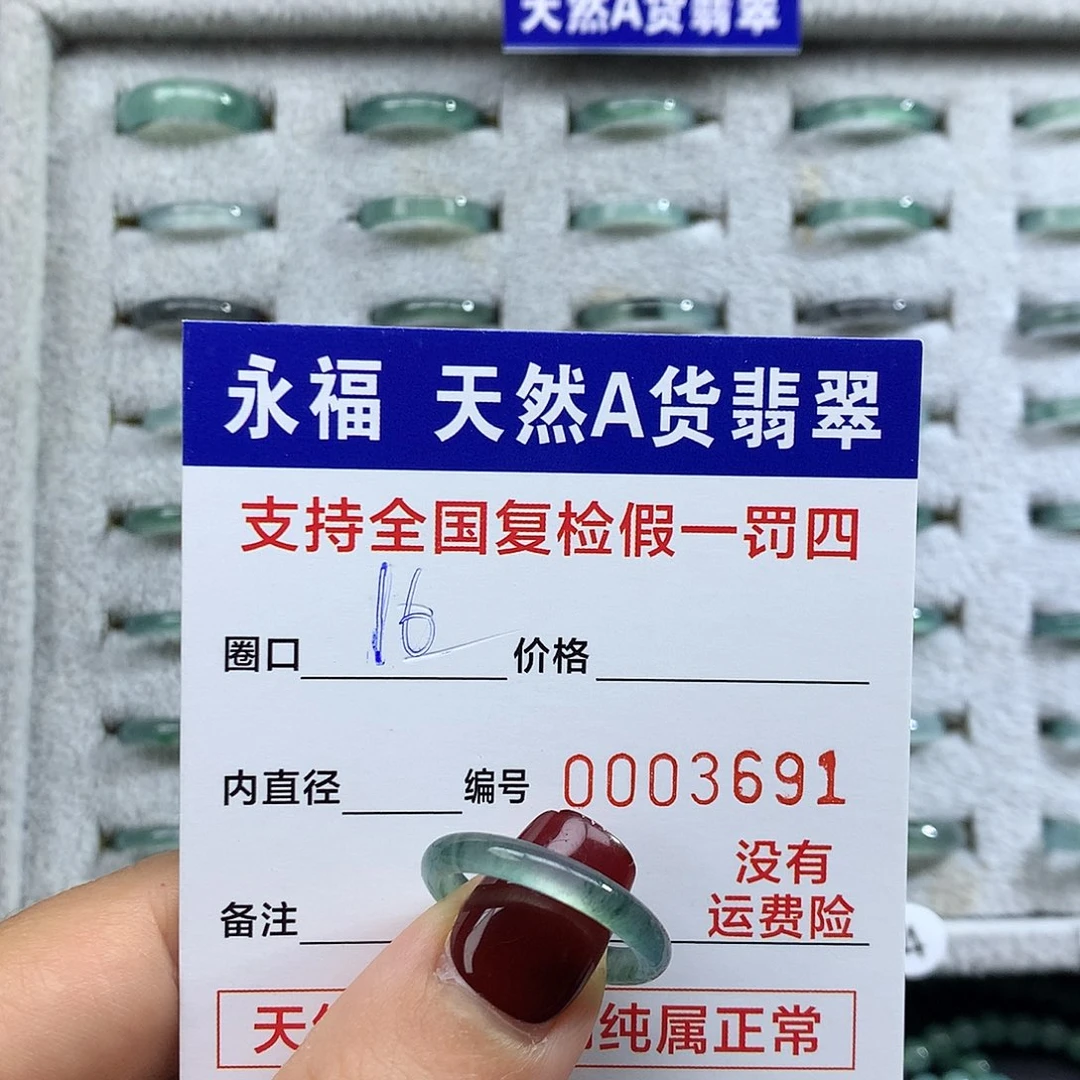 天然A货翡翠
永福 天然A货翡翠
支持全国复检假一罚四
圈口 16 价格
内直径 编号 0003691
没有
备注 运费险
天 纯属正常
4